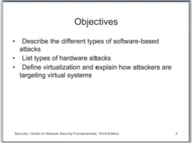 Objectives
• Describe the different types of software-based
attacks
• List types of hardware attacks
• Define virtualization and explain how attackers are
targeting virtual systems
Security+ Guide to Network Security Fundamentals, Third Edition
2